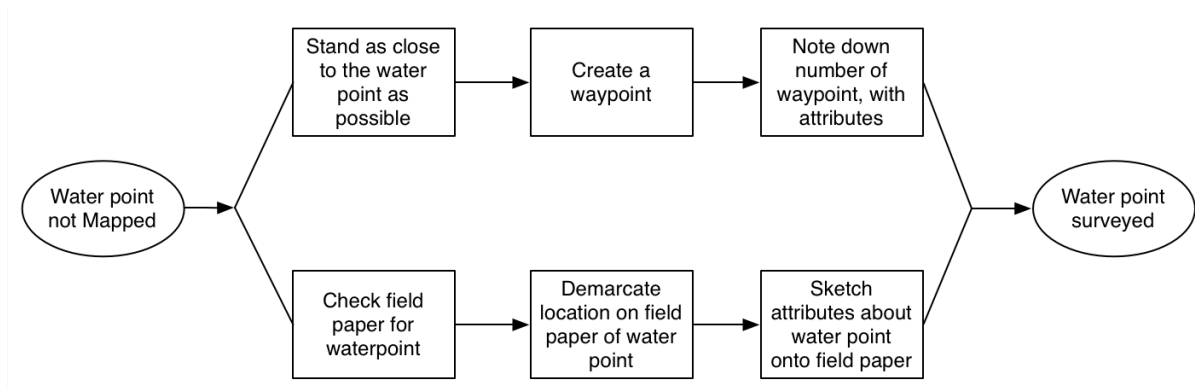 Water point
not Mapped
Stand as close
to the water
point as
possible
Create a
waypoint
Note down
number of
waypoint, with
attributes
Check field
paper for
waterpoint
Demarcate
location on field
paper of water
point
Sketch
attributes about
water point
onto field paper
Water point
surveyed